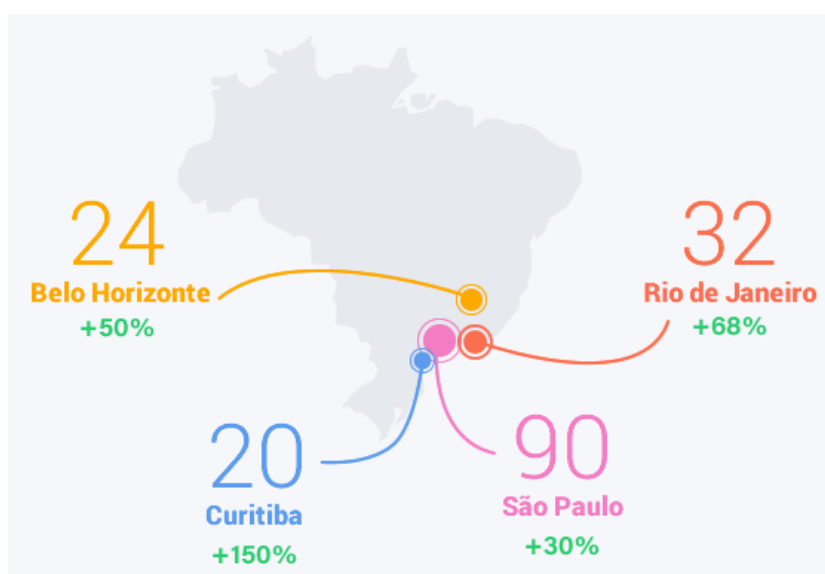 24
Belo Horizonte
+50%
32
Rio de Janeiro
+68%
20
Curitiba
+150%
90
São Paulo
+30%